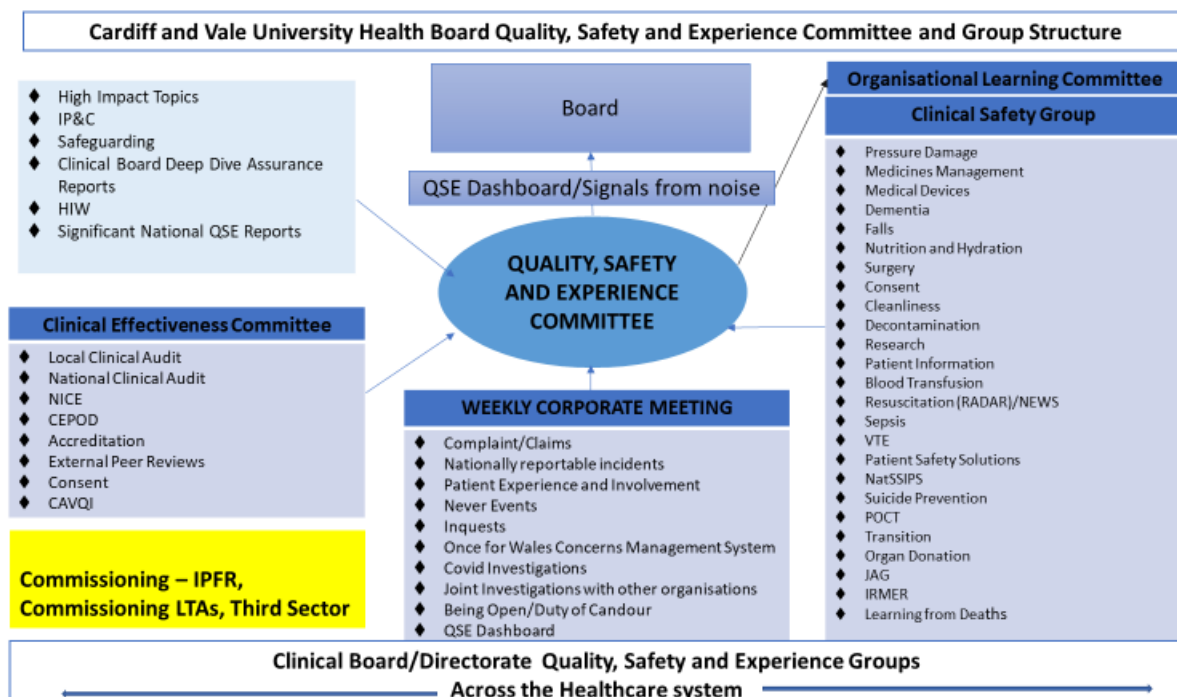 Cardiff and Vale University Health Board Quality, Safety and Experience Committee and Group Structure
♦ High Impact Topics
♦ IP&C
♦ Safeguarding
♦ Clinical Board Deep Dive Assurance
Reports
♦ HIW
♦ Significant National QSE Reports
Board
QSE Dashboard/Signals from noise
QUALITY, SAFETY
AND EXPERIENCE
COMMITTEE
Organisational Learning Committee
Clinical Safety Group
♦ Pressure Damage
♦ Medicines Management
♦ Medical Devices
♦ Dementia
♦ Falls
♦ Nutrition and Hydration
♦ Surgery
♦ Consent
♦ Cleanliness
♦ Decontamination
♦ Research
♦ Patient Information
♦ Blood Transfusion
♦ Resuscitation (RADAR)/NEWS
♦ Sepsis
♦ VTE
♦ Patient Safety Solutions
♦ NatSSIPS
♦ Suicide Prevention
♦ POCT
♦ Transition
♦ Organ Donation
♦ JAG
♦ IRMER
♦ Learning from Deaths
Clinical Effectiveness Committee
♦ Local Clinical Audit
♦ National Clinical Audit
♦ NICE
♦ CEPOD
♦ Accreditation
♦ External Peer Reviews
♦ Consent
♦ CAVQI
WEEKLY CORPORATE MEETING
♦ Complaint/Claims
♦ Nationally reportable incidents
♦ Patient Experience and Involvement
♦ Never Events
♦ Inquests
♦ Once for Wales Concerns Management System
♦ Covid Investigations
♦ Joint Investigations with other organisations
♦ Being Open/Duty of Candour
♦ QSE Dashboard
Commissioning – IPFR,
Commissioning LTAs, Third Sector
Clinical Board/Directorate Quality, Safety and Experience Groups
Across the Healthcare system